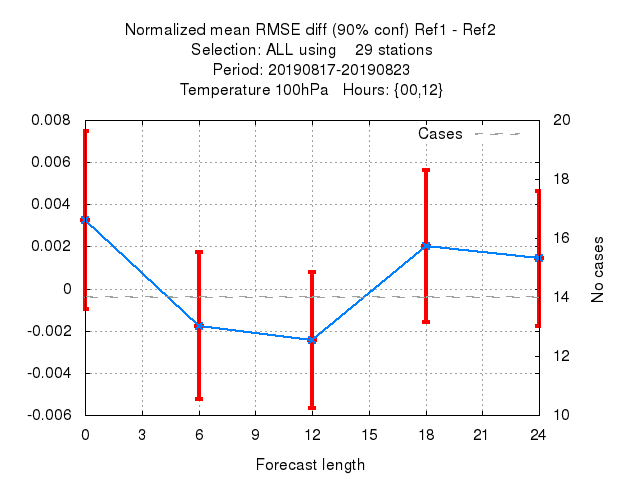 Normalized mean RMSE diff (90% conf) Ref1 - Ref2
Selection: ALL using    29 stations
Period: 20190817-20190823
Temperature 100hPa   Hours: {00,12}
Cases
0.008
0.006
0.004
0.002
0
-0.002
-0.004
-0.006
20
18
16
14
12
10
No cases
0 3 6 9 12 15 18 21 24
Forecast length